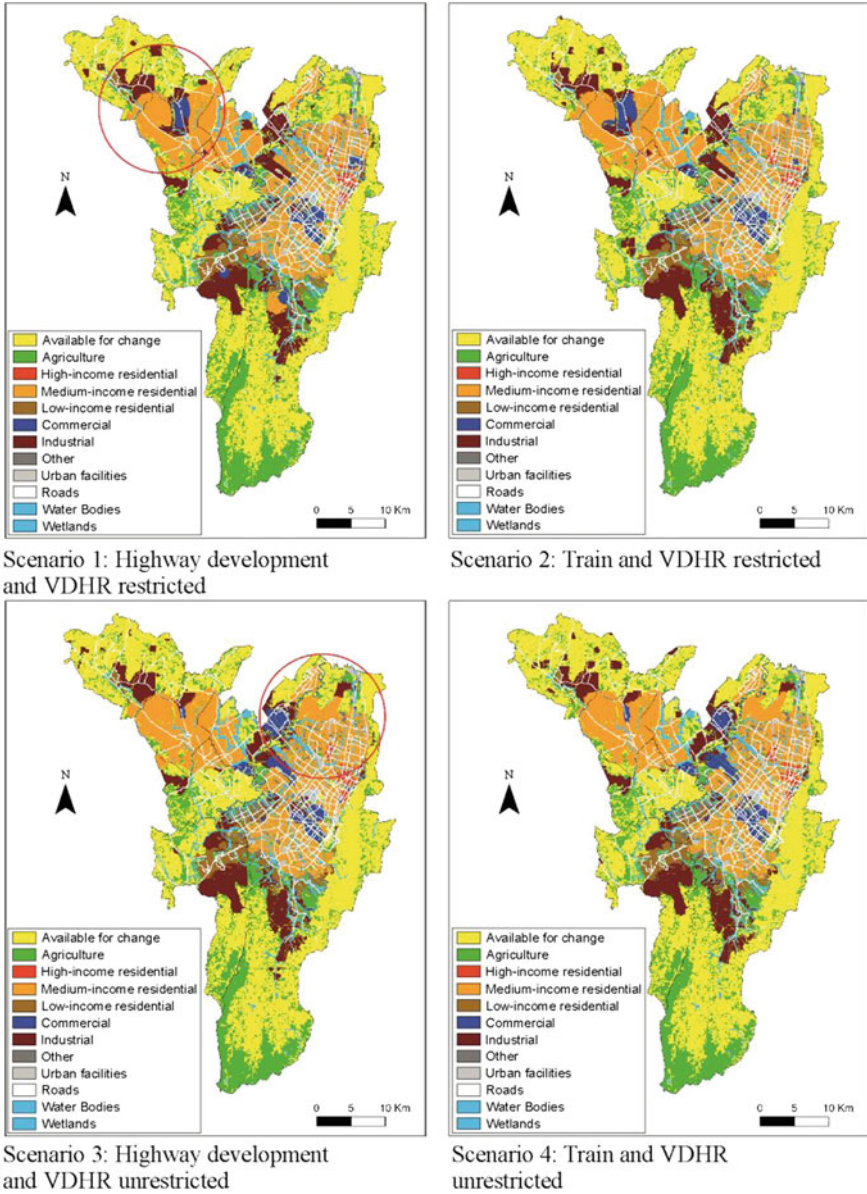 N
Available for change
Agriculture
High-income residential
Medium-income residential
Low-income residential
Commercial
Industrial
Other
Urban facilities
Roads
Water Bodies
Wetlands
0 5 10 Km
Scenario 1: Highway development
and VDHR restricted
N
Available for change
Agriculture
High-income residential
Medium-income residential
Low-income residential
Commercial
Industrial
Other
Urban facilities
Roads
Water Bodies
Wetlands
0 5 10 Km
Scenario 2: Train and VDHR restricted
N
Available for change
Agriculture
High-income residential
Medium-income residential
Low-income residential
Commercial
Industrial
Other
Urban facilities
Roads
Water Bodies
Wetlands
0 5 10 Km
Scenario 3: Highway development
and VDHR unrestricted
N
Available for change
Agriculture
High-income residential
Medium-income residential
Low-income residential
Commercial
Industrial
Other
Urban facilities
Roads
Water Bodies
Wetlands
0 5 10 Km
Scenario 4: Train and VDHR
unrestricted